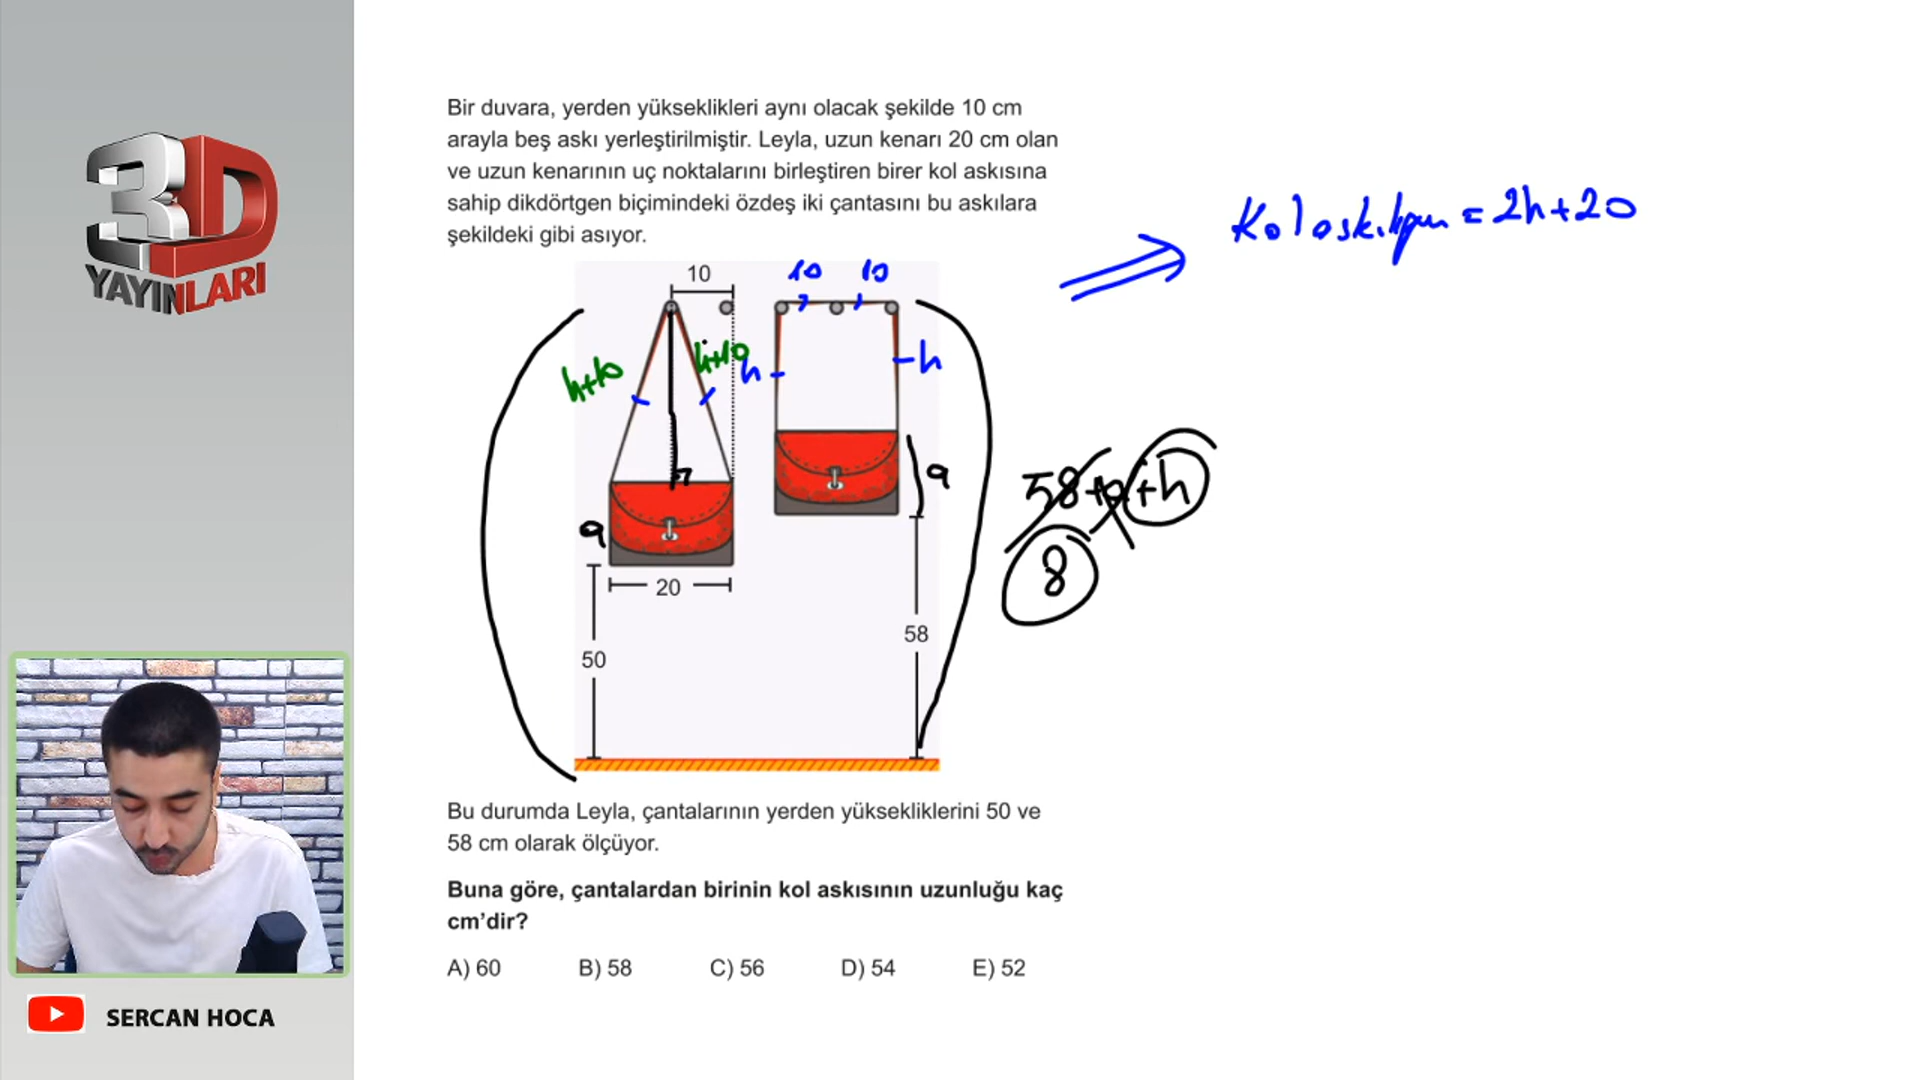 3D
YAYINLARI
Bir duvara, yerden yükseklikleri aynı olacak şekilde 10 cm
arayla beş askı yerleştirilmiştir. Leyla, uzun kenarı 20 cm olan
ve uzun kenarının uç noktalarını birleştiren birer kol askısına
sahip dikdörtgen biçimindeki özdeş iki çantasını bu askılara
şekildeki gibi asıyor.
= 2h+20
10
10
10
h+10
h+10
h
h
a
a
58
+h
8
20
50
58
Bu durumda Leyla, çantalarının yerden yüksekliklerini 50 ve
58 cm olarak ölçüyor.
Buna göre, çantalardan birinin kol askısının uzunluğu kaç
cm'dir?
A) 60 B) 58 C) 56 D) 54 E) 52
SERCAN HOCA